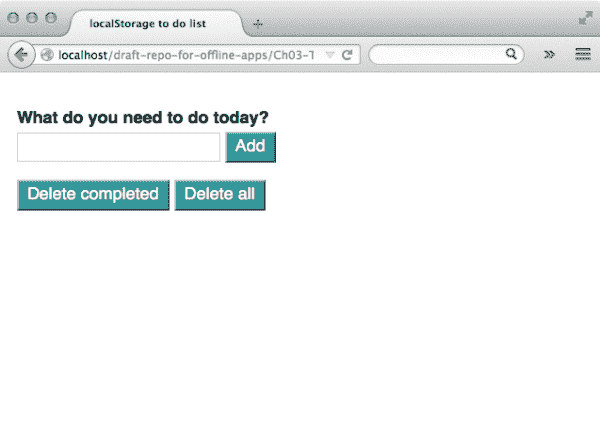 localStorage to do list
localhost/draft-repo-for-offline-apps/Ch03-T
What do you need to do today?
Add
Delete completed Delete all